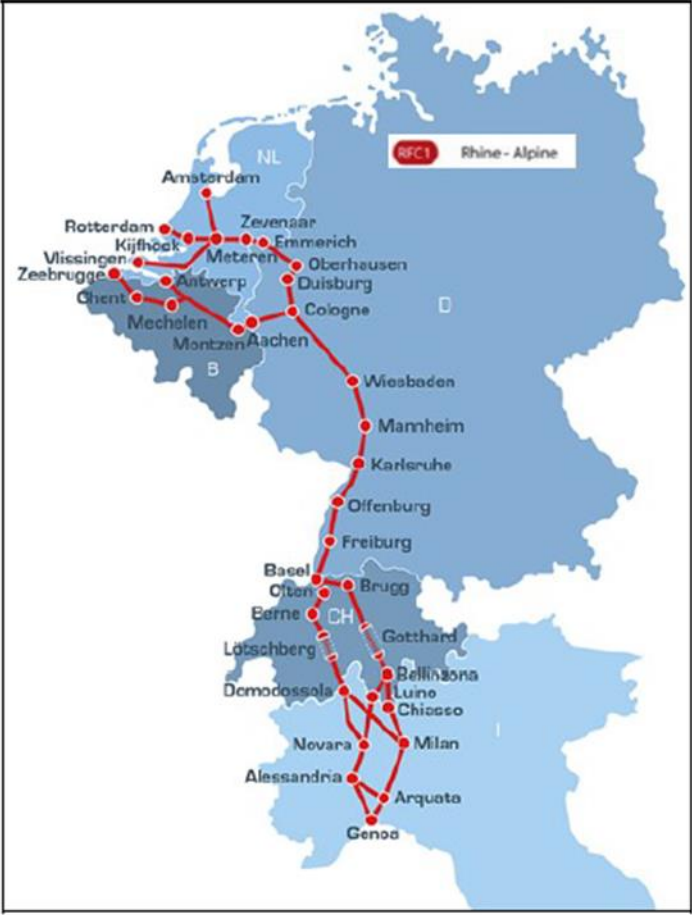 RFC1 Rhine - Alpine
NL
Amsterdam
Rotterdam
Zevenaar
Kijfhoek
Emmerich
Vlissingen
Meteren
Oberhausen
Zeebrugge
Antwerp
Duisburg
Ghent
Cologne
D
Mechelen
Montzen
Aachen
B
Wiesbaden
Mannheim
Karlsruhe
Offenburg
Freiburg
Basel
Brugg
Olten
Berne
CH
Gotthard
Lötschberg
Bellinzona
Domodossola
Luino
Chiasso
I
Novara
Milan
Alessandria
Arquata
Genoa